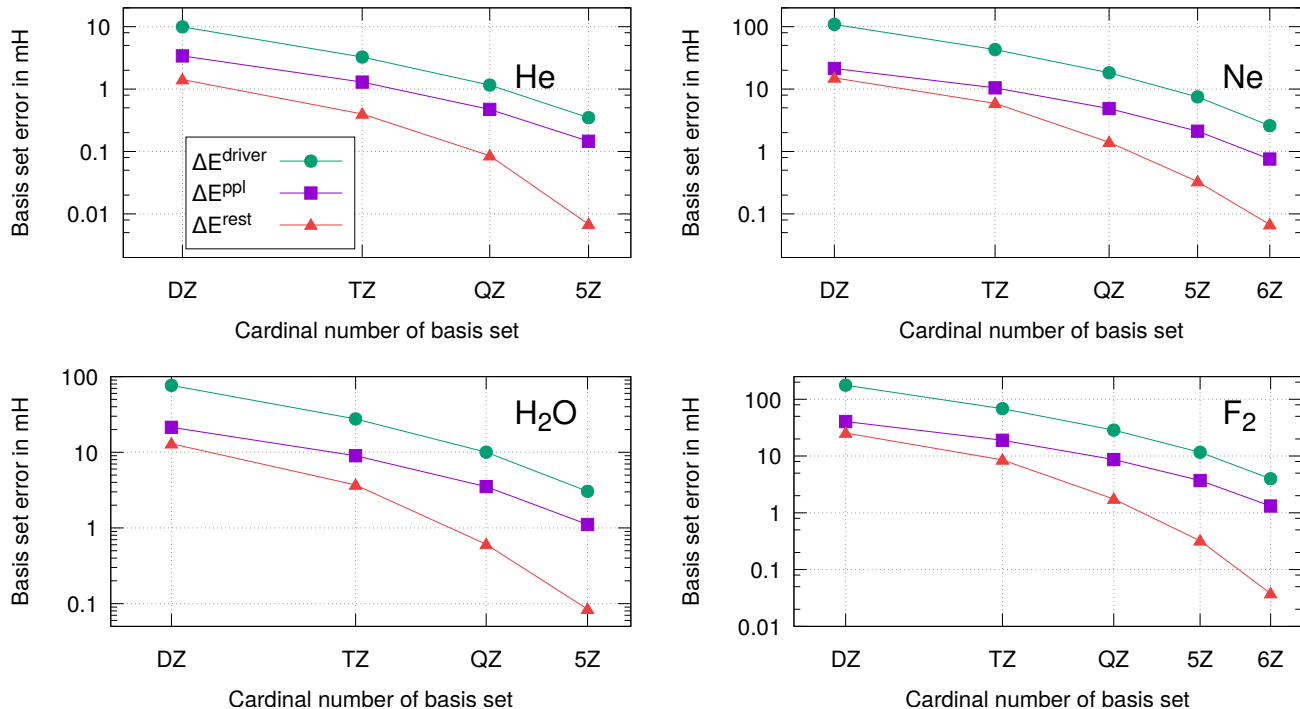 Basis set error in mH
10
1
0.1
0.01
He
ΔE^driver
ΔE^ppl
ΔE^rest
DZ TZ QZ 5Z
Cardinal number of basis set
Basis set error in mH
100
10
1
0.1
Ne
DZ TZ QZ 5Z 6Z
Cardinal number of basis set
Basis set error in mH
100
10
1
0.1
H₂O
DZ TZ QZ 5Z
Cardinal number of basis set
Basis set error in mH
100
10
1
0.1
0.01
F₂
DZ TZ QZ 5Z 6Z
Cardinal number of basis set